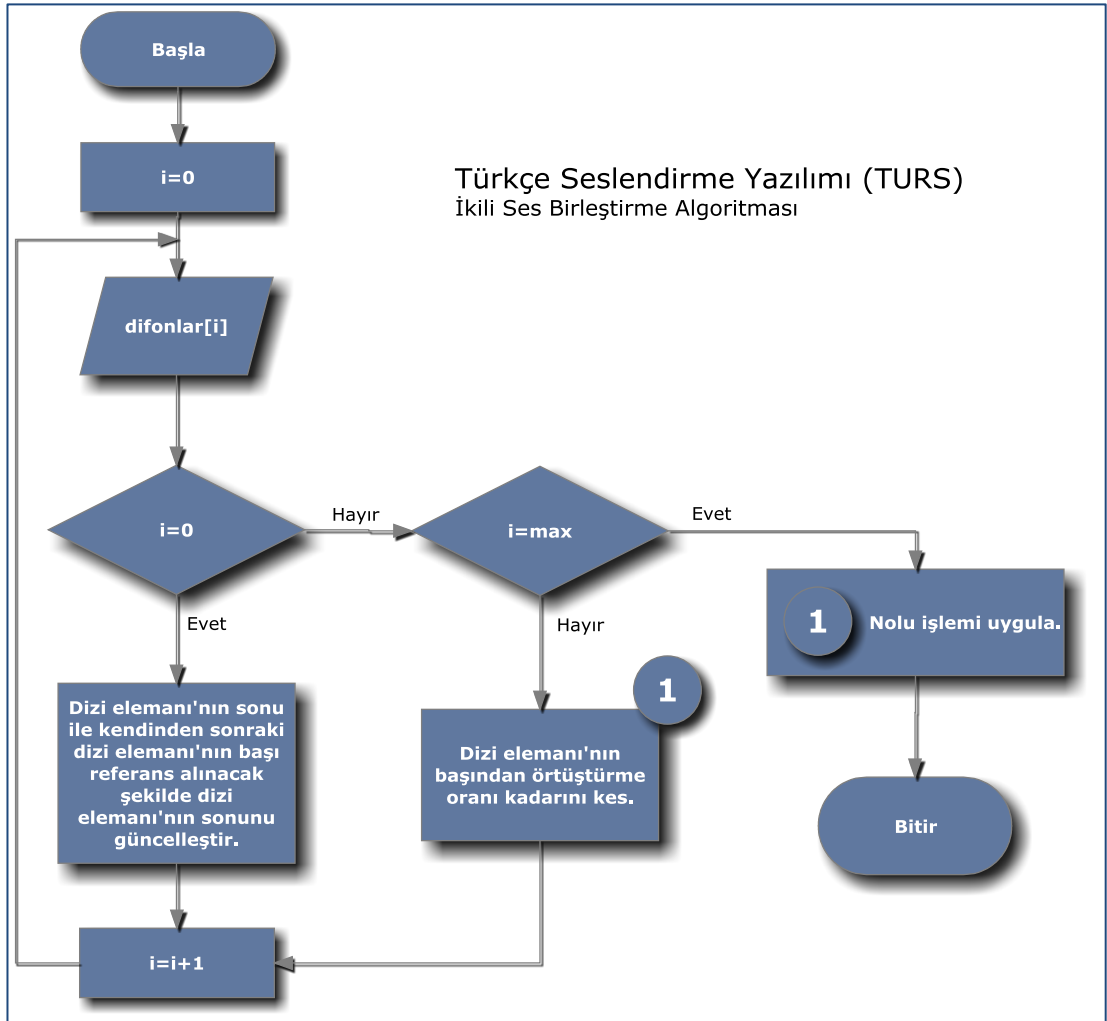 Başla
i=0
Türkçe Seslendirme Yazılımı (TURS)
İkili Ses Birleştirme Algoritması
difonlar[i]
i=0
Hayır
i=max
Evet
Evet
Hayır
1
Nolu işlemi uygula.
1
Dizi elemanı'nın sonu
ile kendinden sonraki
dizi elemanı'nın başı
referans alınacak
şekilde dizi
elemanı'nın sonunu
güncelleştir.
Dizi elemanı'nın
başından örtüştürme
oranı kadarını kes.
Bitir
i=i+1